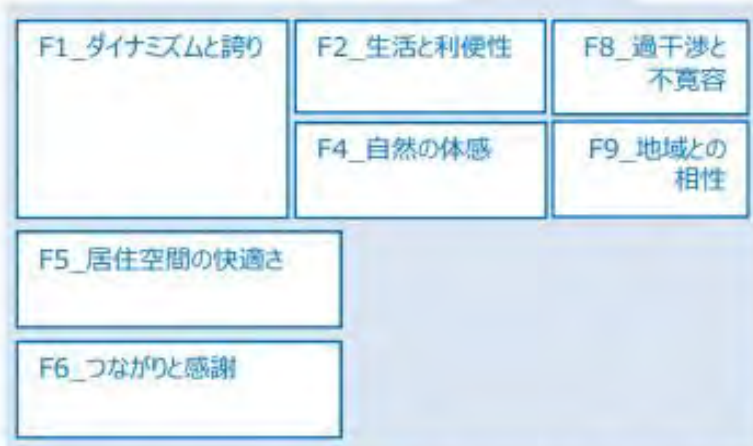 F1_ダイナミズムと誇り
F2_生活と利便性
F8_過干渉と
不寛容
F4_自然の体感
F9_地域との
相性
F5_居住空間の快適さ
F6_つながりと感謝